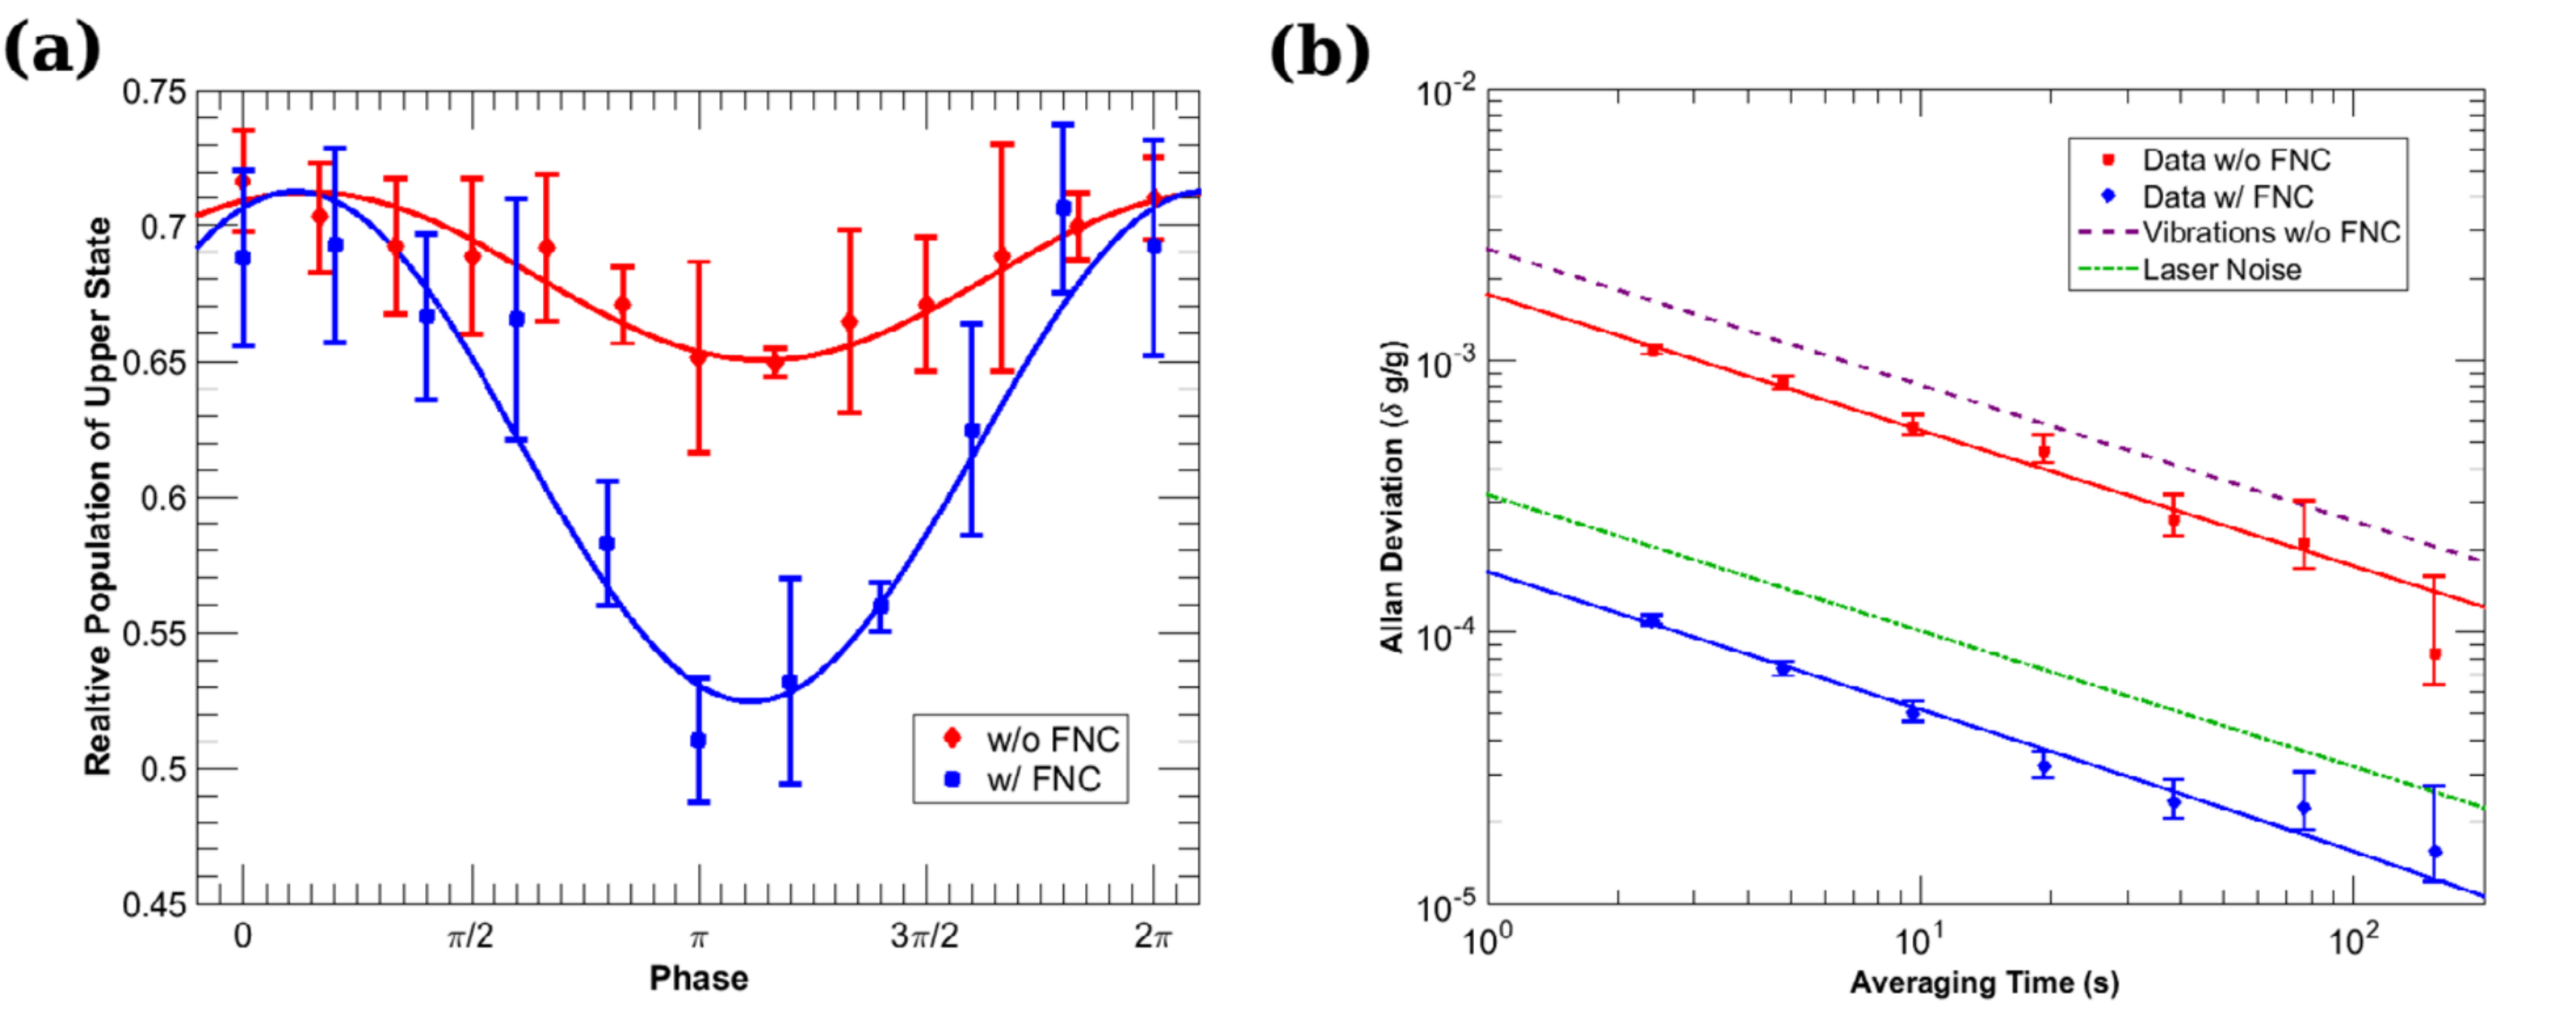 (a)
0.75
0.7
0.65
0.6
0.55
0.5
0.45
Realtive Population of Upper State
0 π/2 π 3π/2 2π
Phase
w/o FNC
w/ FNC
(b)
10-2
10-3
10-4
10-5
Allan Deviation (δ g/g)
100 101 102
Averaging Time (s)
Data w/o FNC
Data w/ FNC
Vibrations w/o FNC
Laser Noise